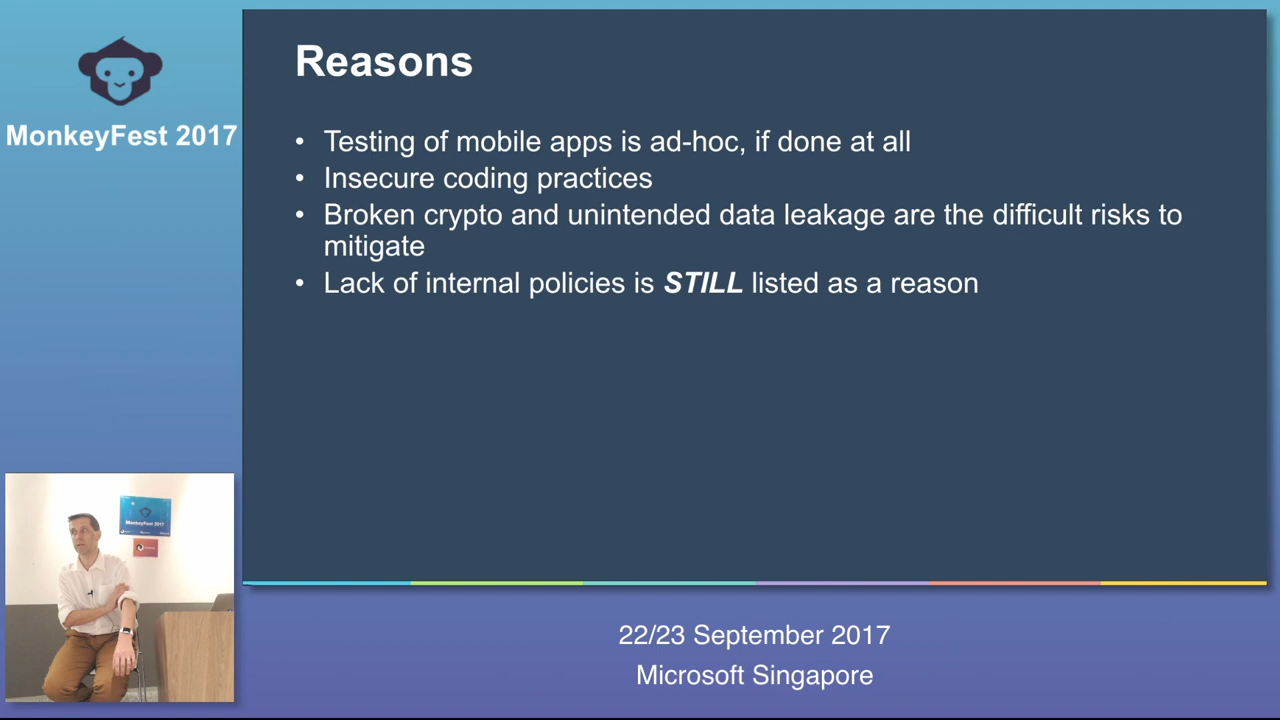 MonkeyFest 2017
Reasons
• Testing of mobile apps is ad-hoc, if done at all
• Insecure coding practices
• Broken crypto and unintended data leakage are the difficult risks to
mitigate
• Lack of internal policies is STILL listed as a reason
MonkeyFest 2017
22/23 September 2017
Microsoft Singapore